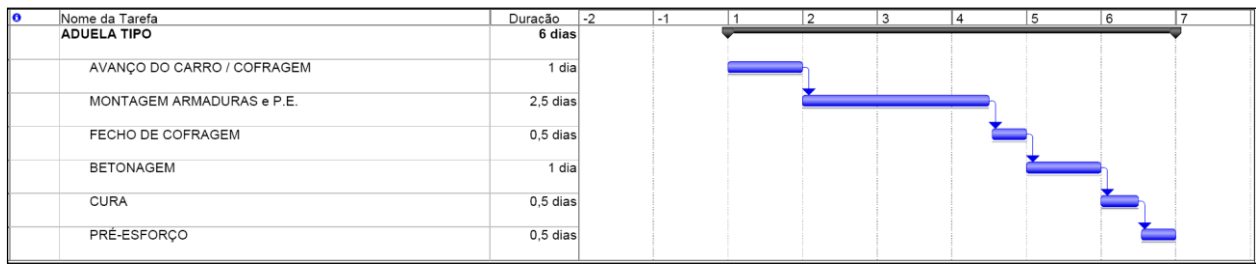 Nome da Tarefa Duração -2 -1 1 2 3 4 5 6 7
ADUELA TIPO 6 dias
AVANÇO DO CARRO / COFRAGEM 1 dia
MONTAGEM ARMADURAS e P.E. 2,5 dias
FECHO DE COFRAGEM 0,5 dias
BETONAGEM 1 dia
CURA 0,5 dias
PRÉ-ESFORÇO 0,5 dias